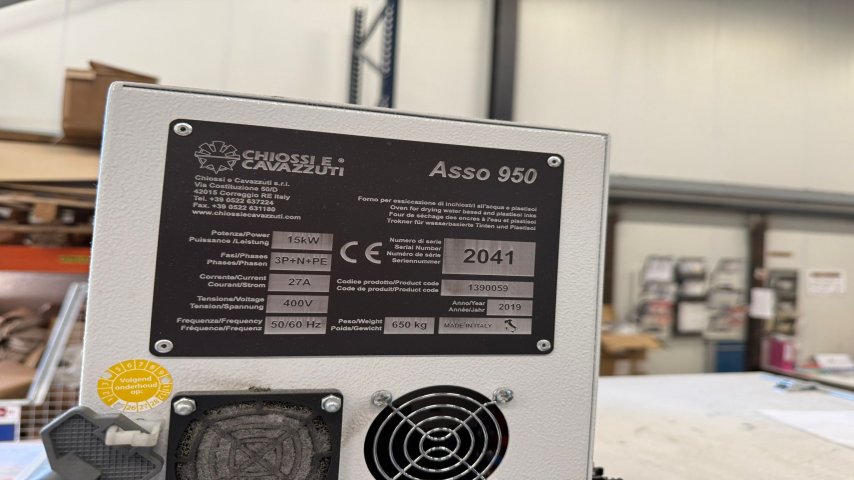 CHIOSSI E ®
CAVAZZUTI
Asso 950
Chiossi e Cavazzuti s.r.l.
Via Costituzione 50/D
42015 Correggio RE Italy
Tel. +39 0522 637224
Fax. +39 0522 631180
www.chiossiecavazzuti.com
Forno per essiccazione di inchiostri all'acqua e plastisol
Oven for drying water based and plastisol inks
Four de séchage des encres à l'eau et plastisol
Trokner für wasserbasierte Tinten und Plastisol
Potenza/Power
Puissance /Leistung
15kW
Fasi/Phases
Phases/Phasen
3P+N+PE
Corrente/Current
Courant/Strom
27A
Tensione/Voltage
Tension/Spannung
400V
Frequenza/Frequency
Fréquence/Frequenz
50/60 Hz
CE
Numero di serie
Serial Number
Numéro de série
Seriennummer
2041
Codice prodotto/Product code
Code de produit/Product code
1390059
Anno/Year
Année/Jahr
2019
Peso/Weight
Poids/Gewicht
650 kg
MADE IN ITALY
Volgend
onderhoud
op: